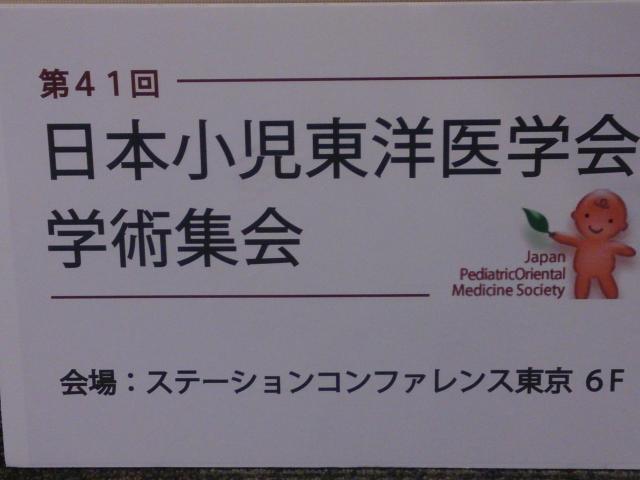 第４１回
日本小児東洋医学会
学術集会
Japan
PediatricOriental
Medicine Society
会場：ステーションコンファレンス東京 ６Ｆ